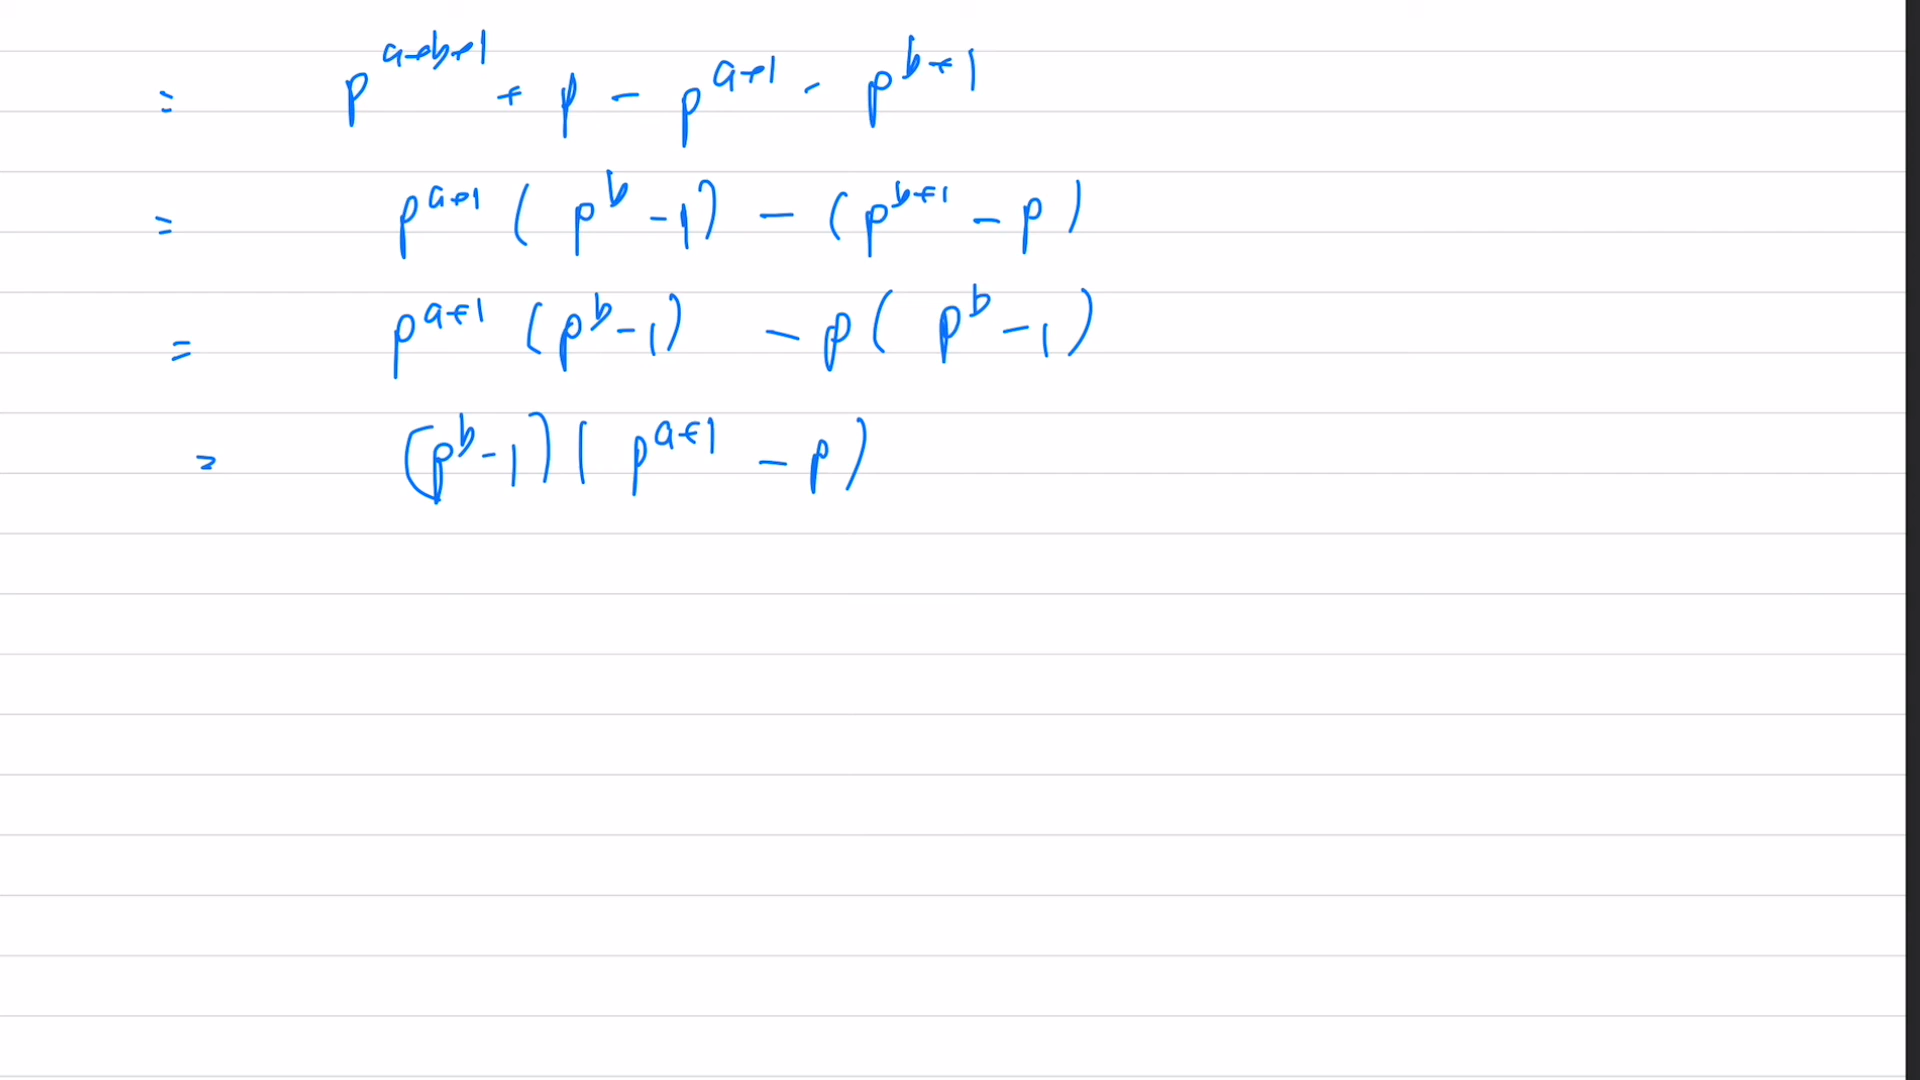 = p^{a+b+1} + p - p^{a+1} - p^{b+1}
= p^{a+1} ( p^b - 1 ) - ( p^{b+1} - p )
= p^{a+1} ( p^b - 1 ) - p ( p^b - 1 )
= ( p^b - 1 ) ( p^{a+1} - p )